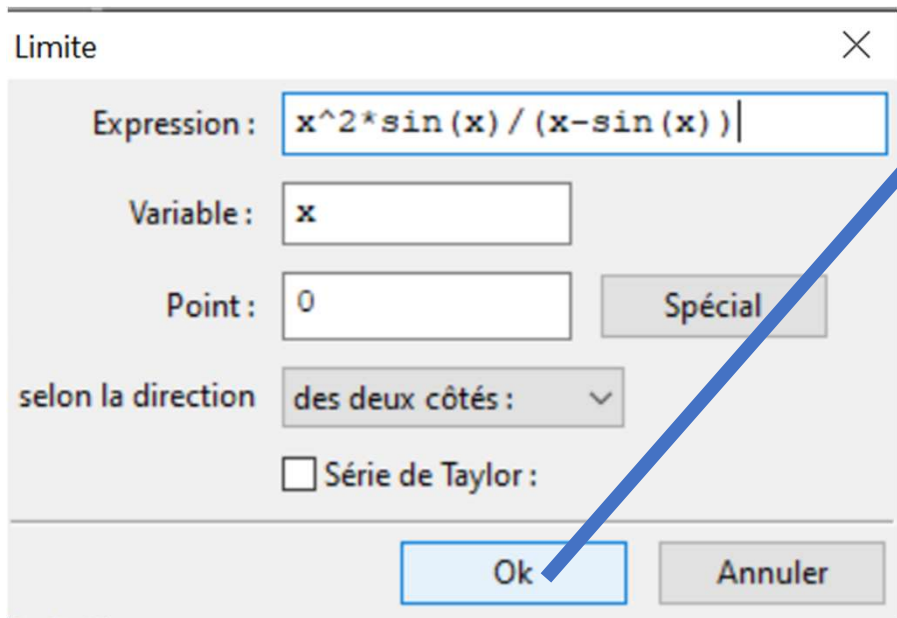 Limite
Expression : x^2*sin(x)/(x-sin(x))
Variable : x
Point : 0 Spécial
selon la direction des deux côtés :
Série de Taylor :
Ok Annuler